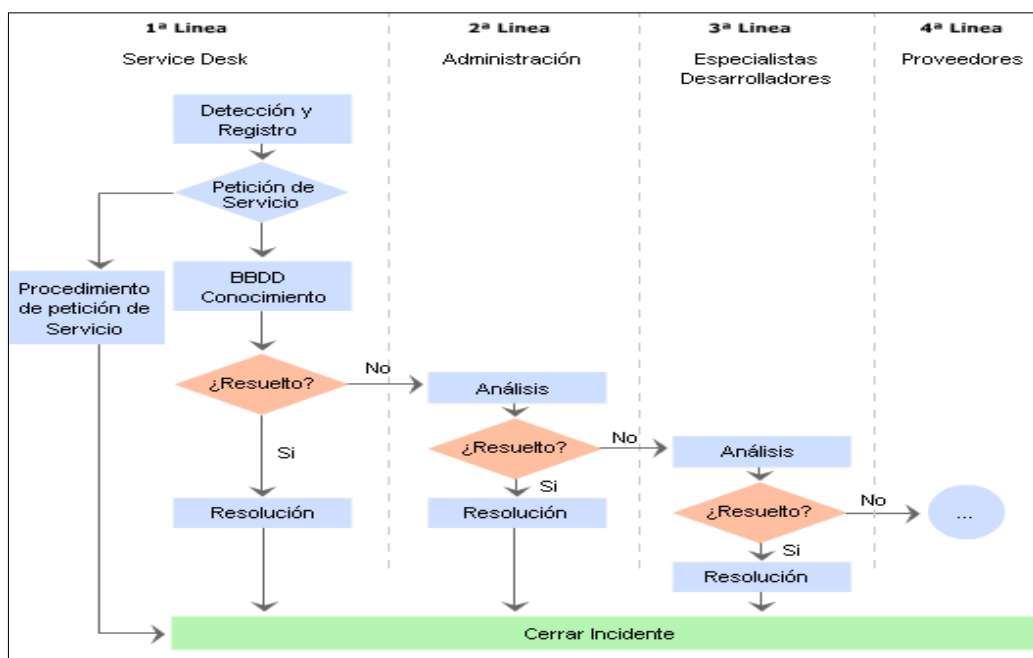 1ª Linea
2ª Linea
3ª Linea
4ª Linea
Service Desk
Administración
Especialistas
Desarrolladores
Proveedores
Detección y
Registro
Petición de
Servicio
Procedimiento
de petición de
Servicio
BBDD
Conocimiento
¿Resuelto?
No
Análisis
¿Resuelto?
No
Análisis
Si
Si
Resolución
Resolución
¿Resuelto?
No
...
Si
Resolución
Cerrar Incidente